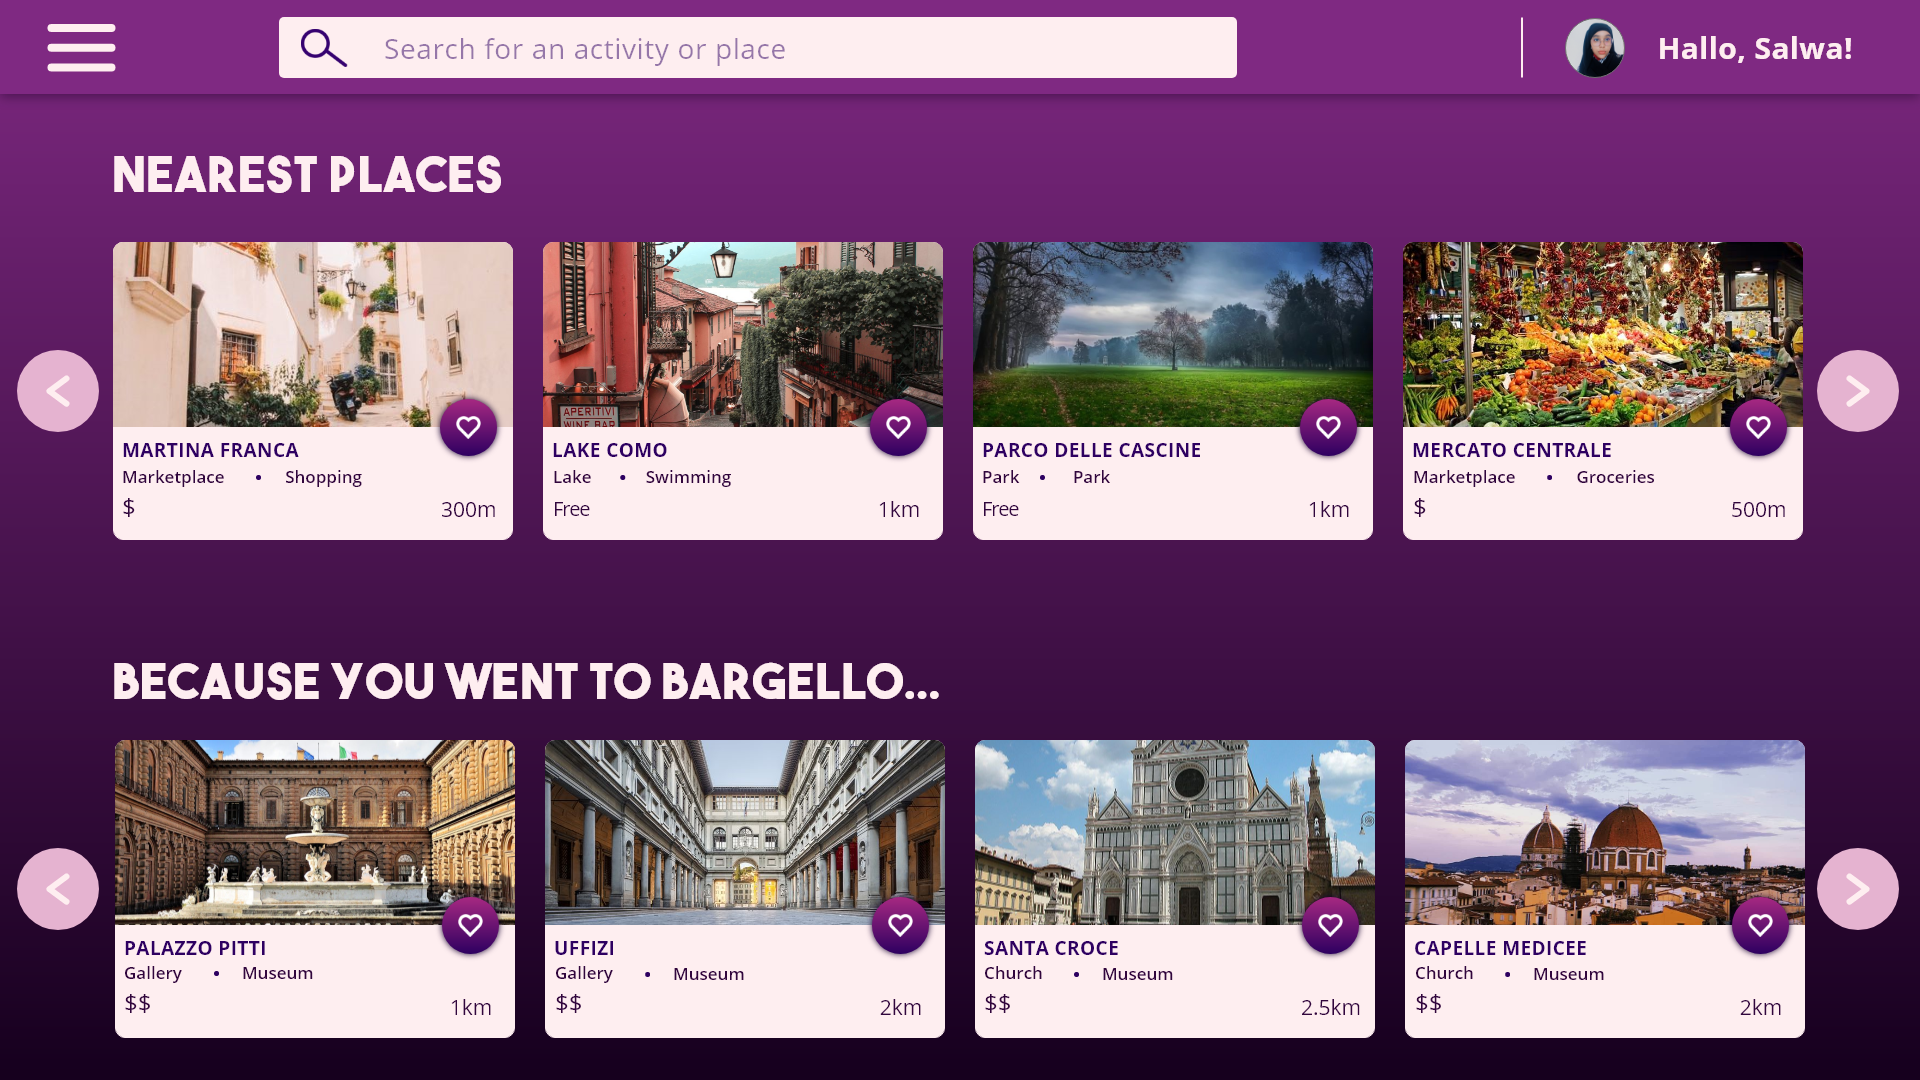 Search for an activity or place
Hallo, Salwa!
NEAREST PLACES
APERITIVI
WINE BAR
MARTINA FRANCA
Marketplace • Shopping
$ 300m
LAKE COMO
Lake • Swimming
Free 1km
PARCO DELLE CASCINE
Park • Park
Free 1km
MERCATO CENTRALE
Marketplace • Groceries
$ 500m
BECAUSE YOU WENT TO BARGELLO...
PALAZZO PITTI
Gallery • Museum
$$ 1km
UFFIZI
Gallery • Museum
$$ 2km
SANTA CROCE
Church • Museum
$$ 2.5km
CAPELLE MEDICEE
Church • Museum
$$ 2km